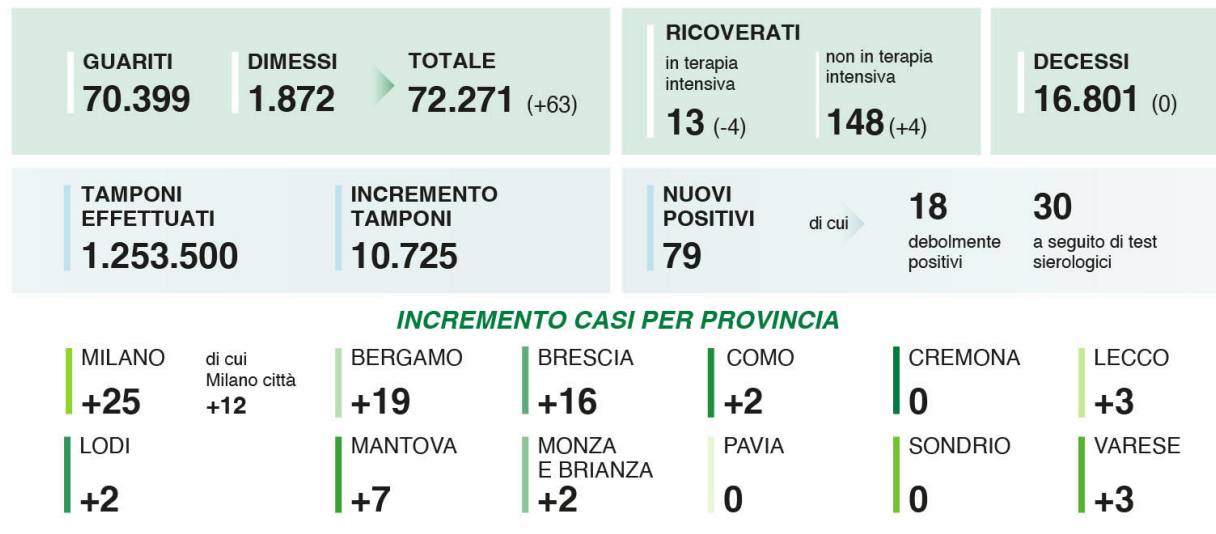 GUARITI
70.399
DIMESSI
1.872
TOTALE
72.271 (+63)
RICOVERATI
in terapia
intensiva
13 (-4)
non in terapia
intensiva
148 (+4)
DECESSI
16.801 (0)
TAMPONI
EFFETTUATI
1.253.500
INCREMENTO
TAMPONI
10.725
NUOVI
POSITIVI
79
di cui
18
debolmente
positivi
30
a seguito di test
sierologici
INCREMENTO CASI PER PROVINCIA
MILANO
+25
di cui
Milano città
+12
BERGAMO
+19
BRESCIA
+16
COMO
+2
CREMONA
0
LECCO
+3
LODI
+2
MANTOVA
+7
MONZA
E BRIANZA
+2
PAVIA
0
SONDRIO
0
VARESE
+3